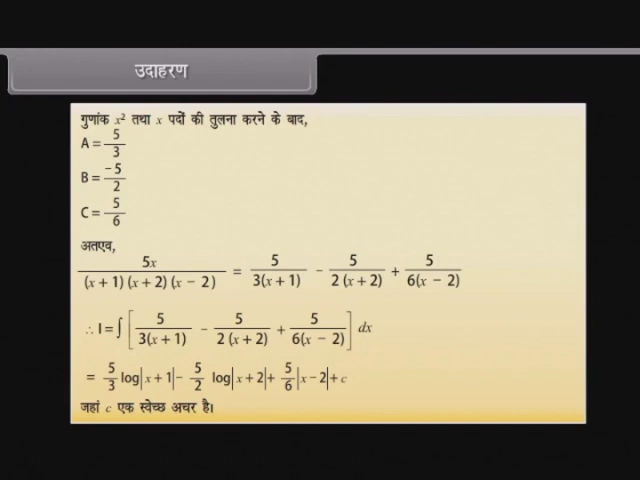 उदाहरण
गुणांक x² तथा x पदों की तुलना करने के बाद,
A = 5/3
B = -5/2
C = 5/6
अतएव,
5x/((x + 1) (x + 2) (x − 2)) = 5/(3(x + 1)) − 5/(2 (x + 2)) + 5/(6(x − 2))
∴ I = ∫ [5/(3(x + 1)) − 5/(2 (x + 2)) + 5/(6(x − 2))] dx
= 5/3 log|x + 1| − 5/2 log|x + 2| + 5/6 |x − 2| + c
जहां c एक स्वेच्छ अचर है।